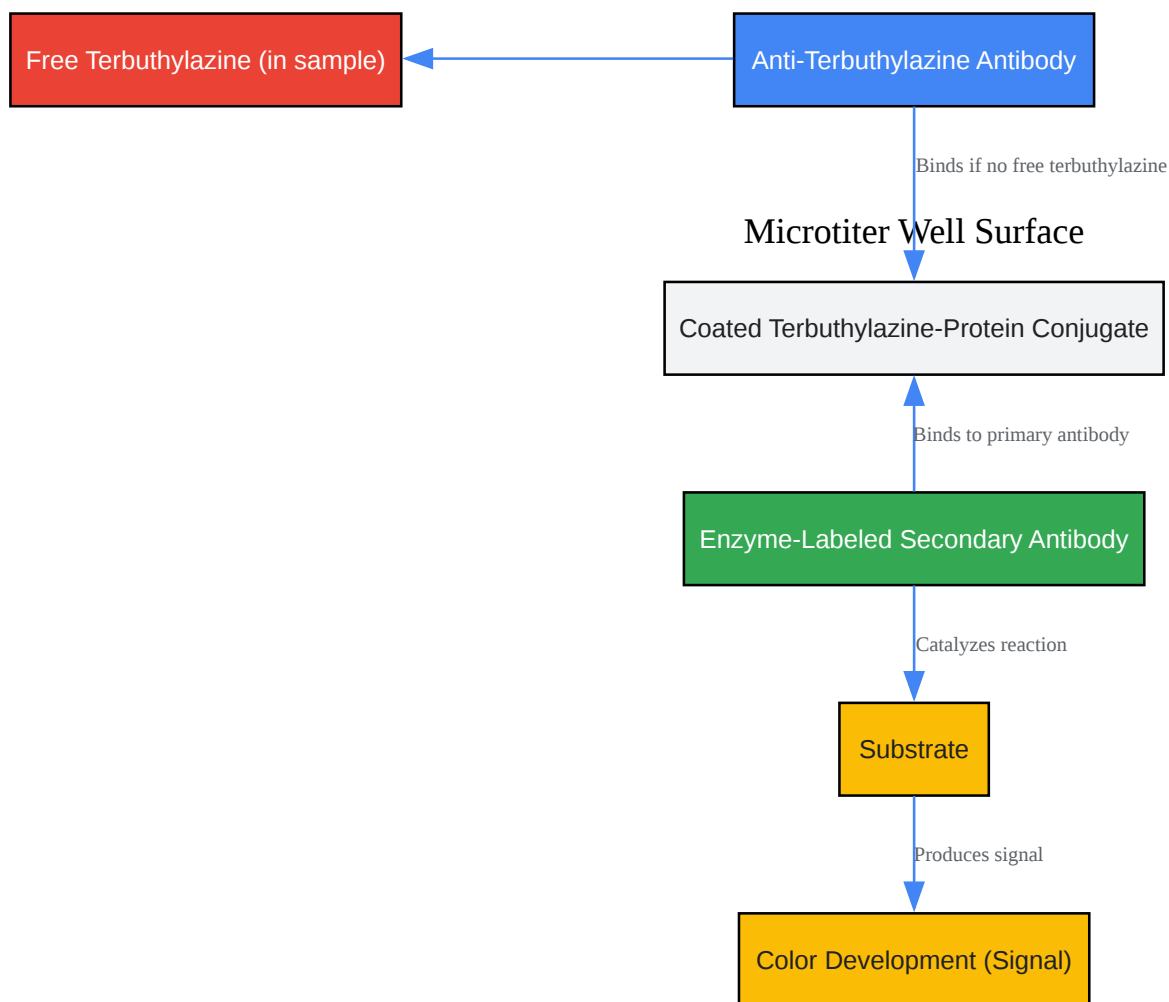 Free Terbuthylazine (in sample)
Anti-Terbuthylazine Antibody
Binds if no free terbuthylazine
Microtiter Well Surface
Coated Terbuthylazine-Protein Conjugate
Binds to primary antibody
Enzyme-Labeled Secondary Antibody
Catalyzes reaction
Substrate
Produces signal
Color Development (Signal)